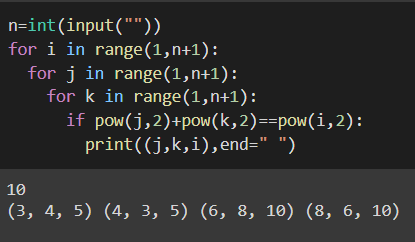 n=int(input(""))
for i in range(1,n+1):
  for j in range(1,n+1):
    for k in range(1,n+1):
      if pow(j,2)+pow(k,2)==pow(i,2):
        print((j,k,i),end=" ")
10
(3, 4, 5) (4, 3, 5) (6, 8, 10) (8, 6, 10)